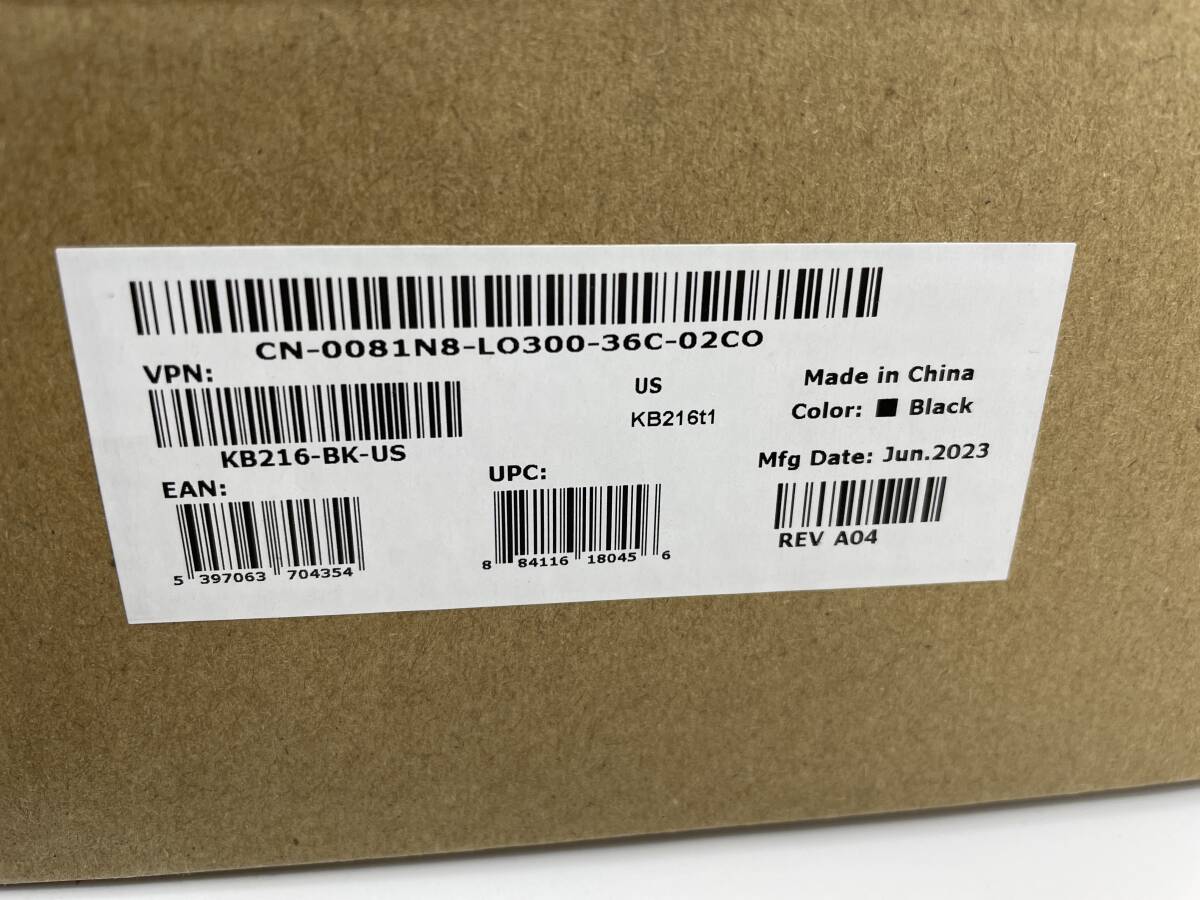 CN-0081N8-LO300-36C-02CO
VPN:
KB216-BK-US
US
KB216t1
Made in China
Color: ■ Black
Mfg Date: Jun.2023
REV A04
EAN:
5 397063 704354
UPC:
8 84116 18045 6